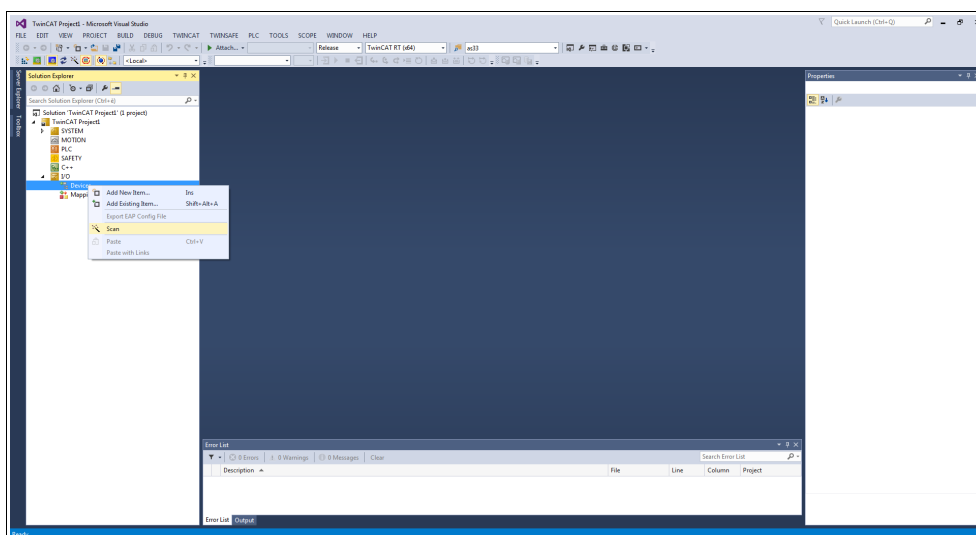 TwinCAT Project1 - Microsoft Visual Studio
Quick Launch (Ctrl+Q)
FILE EDIT VIEW PROJECT BUILD DEBUG TWINCAT TWINSAFE PLC TOOLS SCOPE WINDOW HELP
Attach... Release TwinCAT RT (x64) as33
<Local>
Server Explorer
Toolbox
Solution Explorer
Search Solution Explorer (Ctrl+é)
Solution 'TwinCAT Project1' (1 project)
TwinCAT Project1
SYSTEM
MOTION
PLC
SAFETY
C++
I/O
Devices
Mappi
Add New Item... Ins
Add Existing Item... Shift+Alt+A
Export EAP Config File
Scan
Paste Ctrl+V
Paste with Links
Properties
Error List
0 Errors 0 Warnings 0 Messages Clear
Search Error List
Description File Line Column Project
Error List Output
Ready